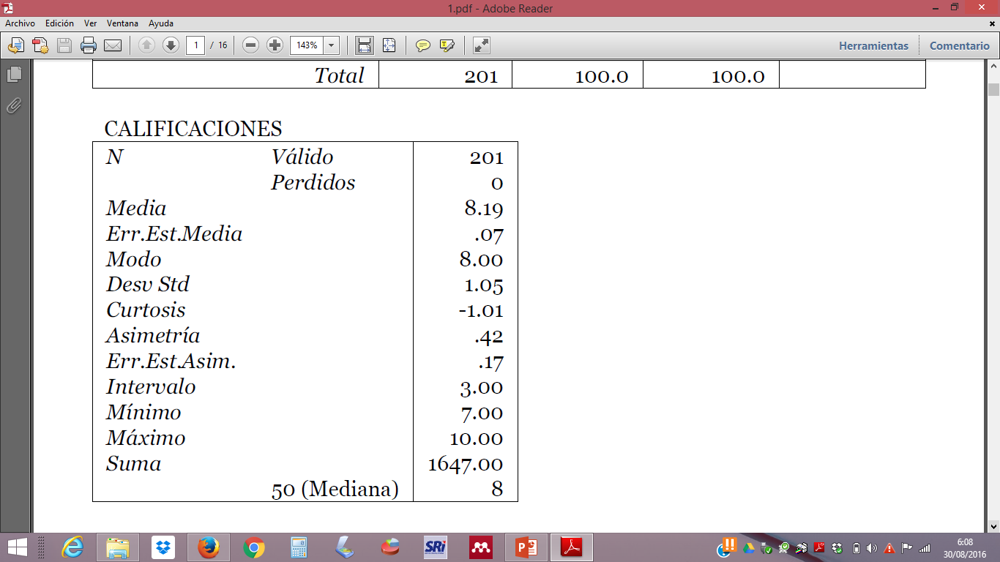 1.pdf - Adobe Reader
Archivo Edición Ver Ventana Ayuda
1 / 16 143% Herramientas Comentario
Total 201 100.0 100.0
CALIFICACIONES
N Válido 201
Perdidos 0
Media 8.19
Err.Est.Media .07
Modo 8.00
Desv Std 1.05
Curtosis -1.01
Asimetría .42
Err.Est.Asim. .17
Intervalo 3.00
Mínimo 7.00
Máximo 10.00
Suma 1647.00
50 (Mediana) 8
SRi
6:08
30/08/2016